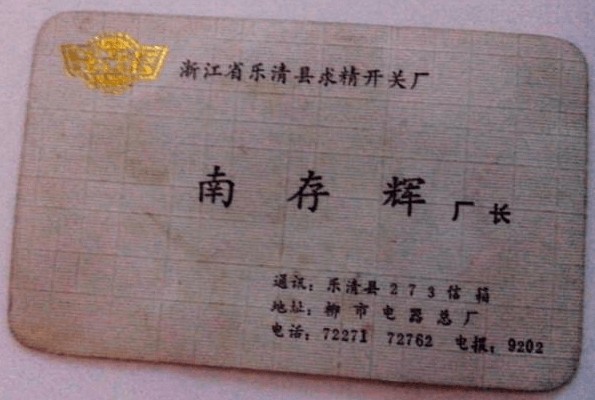 浙江省乐清县求精开关厂
南存辉 厂长
通讯：乐清县273信箱
地址：柳市电器总厂
电话：72271 72762 电报：9202